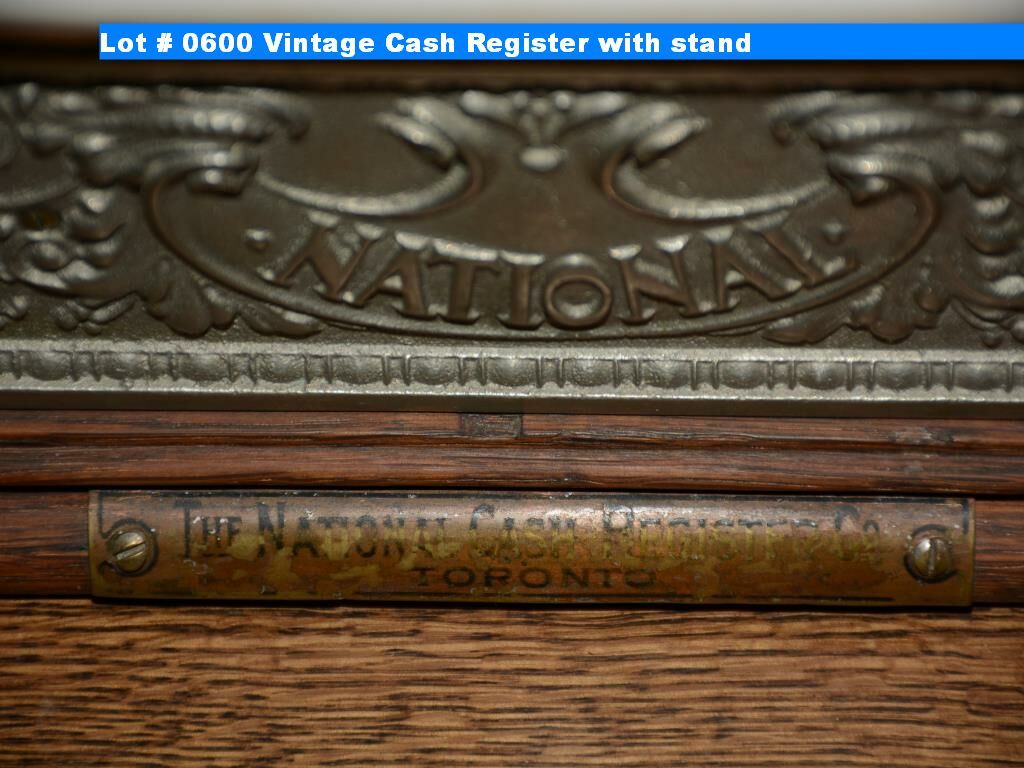 Lot # 0600 Vintage Cash Register with stand
· NATIONAL ·
THE NATIONAL CASH REGISTER CO
TORONTO